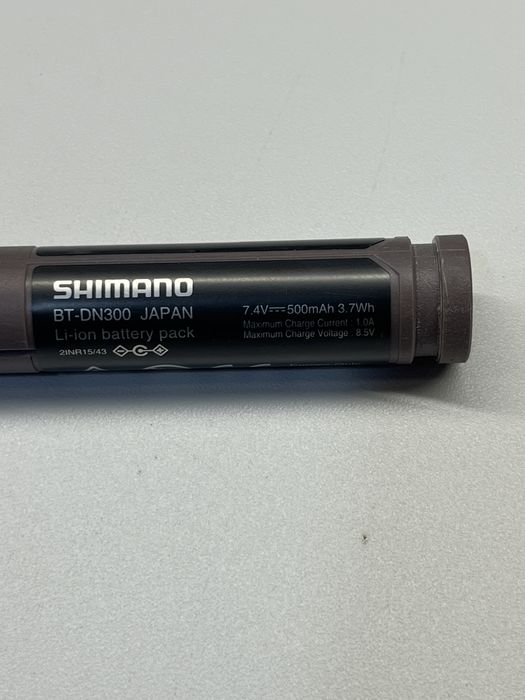 SHIMANO
BT-DN300 JAPAN
Li-ion battery pack
2INR15/43
7.4V⎓500mAh 3.7Wh
Maximum Charge Current : 1.0A
Maximum Charge Voltage : 8.5V